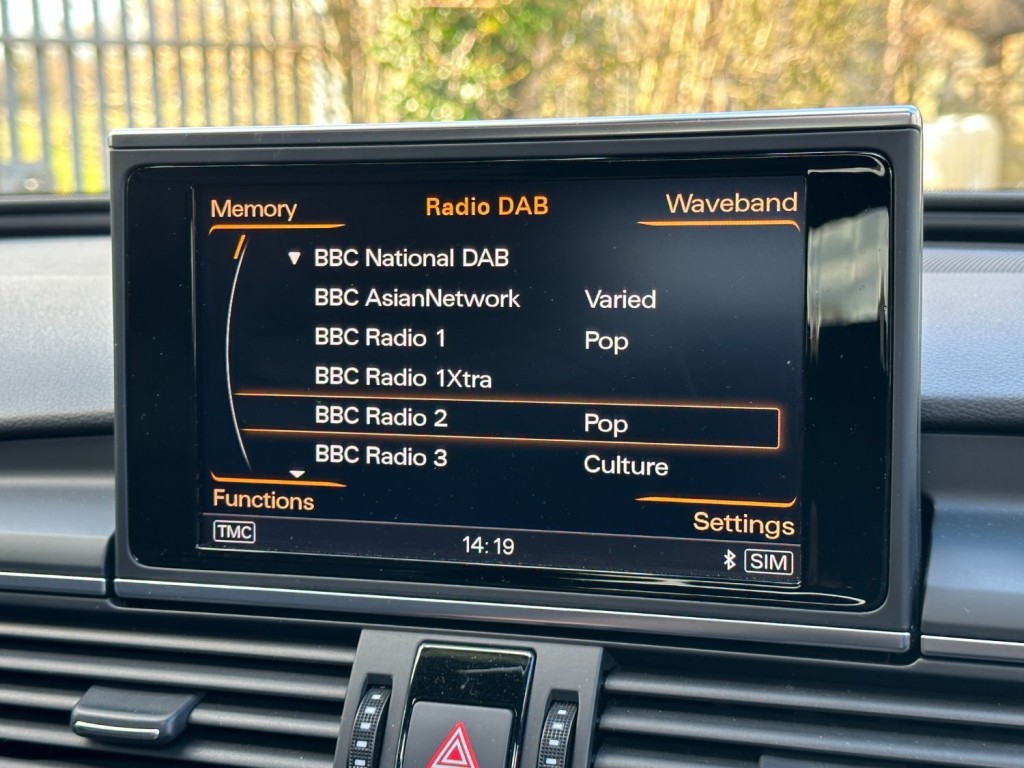 Memory Radio DAB Waveband
BBC National DAB
BBC AsianNetwork Varied
BBC Radio 1 Pop
BBC Radio 1Xtra
BBC Radio 2 Pop
BBC Radio 3 Culture
Functions Settings
TMC 14:19 SIM